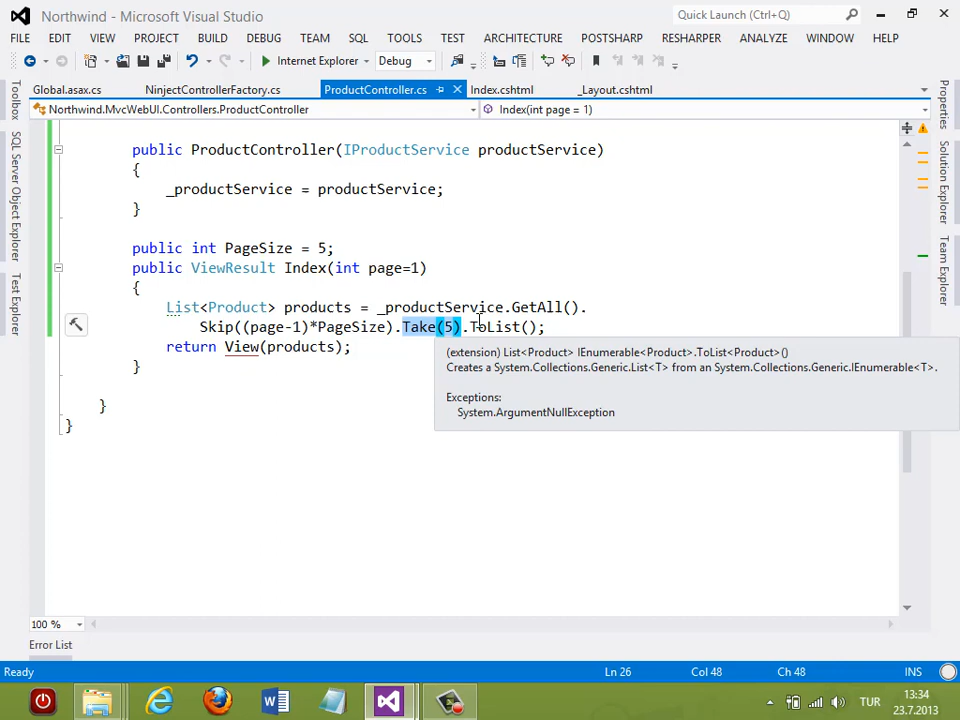 Northwind - Microsoft Visual Studio
Quick Launch (Ctrl+Q)
FILE EDIT VIEW PROJECT BUILD DEBUG TEAM SQL TOOLS TEST ARCHITECTURE POSTSHARP RESHARPER ANALYZE WINDOW HELP
Internet Explorer Debug
Global.asax.cs NinjectControllerFactory.cs ProductController.cs Index.cshtml _Layout.cshtml
Northwind.MvcWebUI.Controllers.ProductController Index(int page = 1)
Toolbox
SQL Server Object Explorer
Test Explorer
public ProductController(IProductService productService)
{
_productService = productService;
}
public int PageSize = 5;
public ViewResult Index(int page=1)
{
List<Product> products = _productService.GetAll().
Skip((page-1)*PageSize).Take(5).ToList();
return View(products);
}
}
}
(extension) List<Product> IEnumerable<Product>.ToList<Product>()
Creates a System.Collections.Generic.List<T> from an System.Collections.Generic.IEnumerable<T>.
Exceptions:
System.ArgumentNullException
Properties
Solution Explorer
Team Explorer
100 %
Error List
Ready Ln 26 Col 48 Ch 48 INS
TUR
13:34
23.7.2013